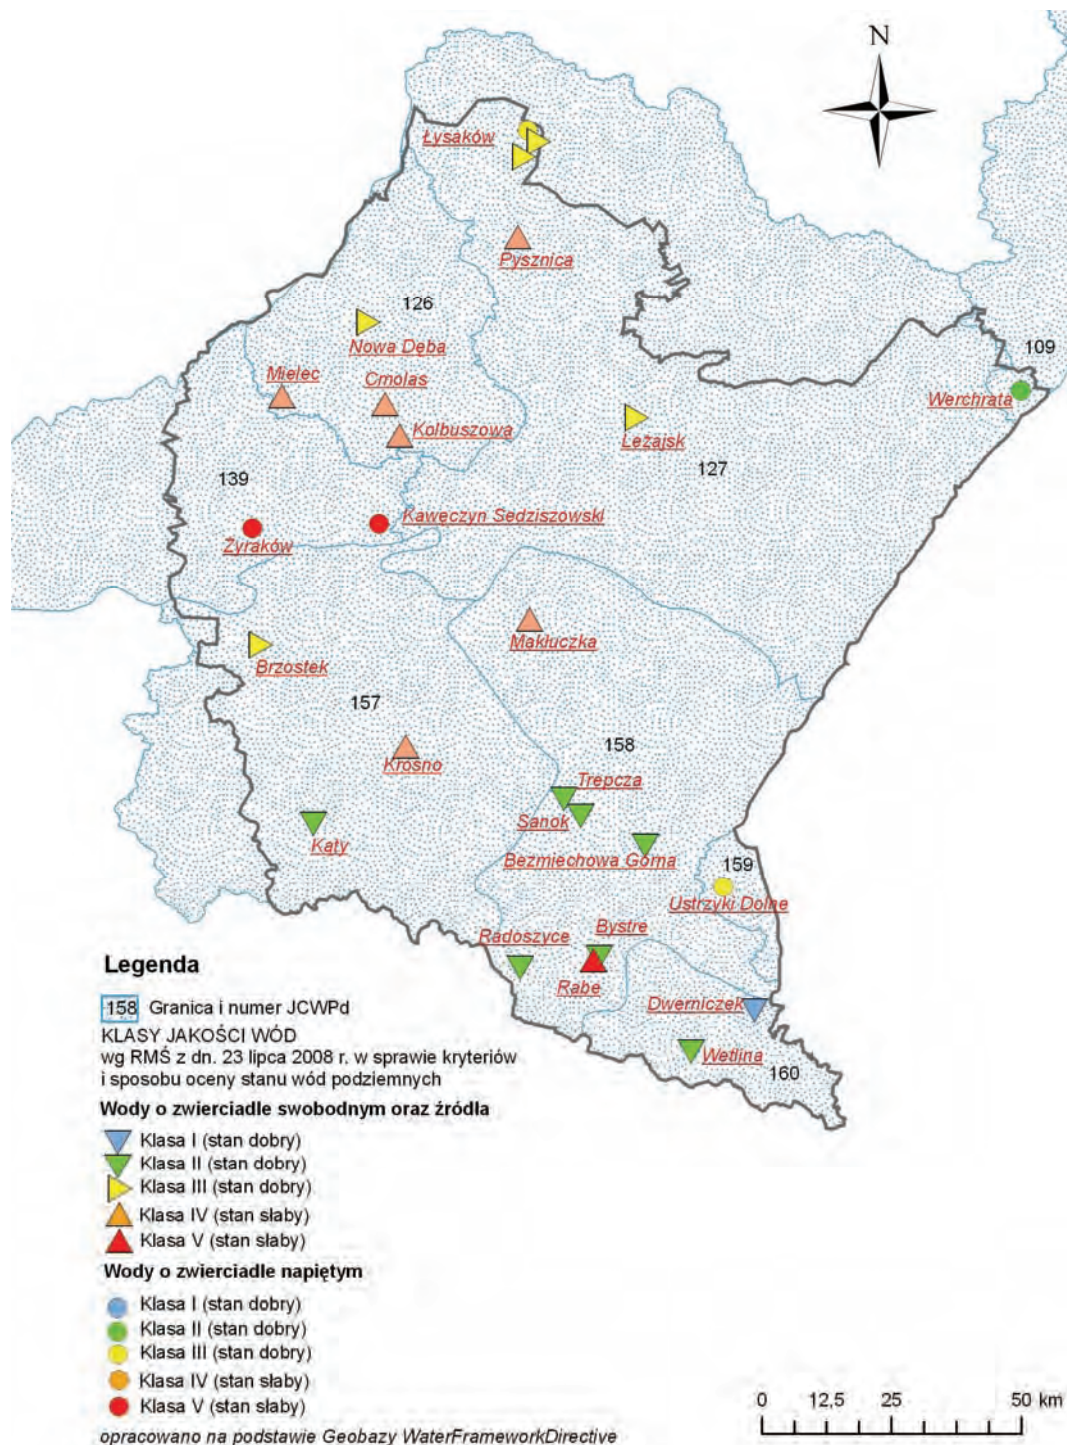 N
Łysaków
Pysznica
126
Nowa Dęba
109
Mielec
Cmolas
Werchrata
Kolbuszowa
Leżajsk
127
139
Kawęczyn Sedziszowski
Żyraków
Makłuczka
Brzostek
157
158
Krosno
Trepcza
Sanok
Kąty
Bezmiechowa Górna
159
Ustrzyki Dolne
Radoszyce
Bystre
Rabe
Dwerniczek
Wetlina
160
Legenda
158 Granica i numer JCWPd
KLASY JAKOŚCI WÓD
wg RMŚ z dn. 23 lipca 2008 r. w sprawie kryteriów
i sposobu oceny stanu wód podziemnych
Wody o zwierciadle swobodnym oraz źródła
Klasa I (stan dobry)
Klasa II (stan dobry)
Klasa III (stan dobry)
Klasa IV (stan słaby)
Klasa V (stan słaby)
Wody o zwierciadle napiętym
Klasa I (stan dobry)
Klasa II (stan dobry)
Klasa III (stan dobry)
Klasa IV (stan słaby)
Klasa V (stan słaby)
0 12,5 25 50 km
opracowano na podstawie Geobazy WaterFrameworkDirective